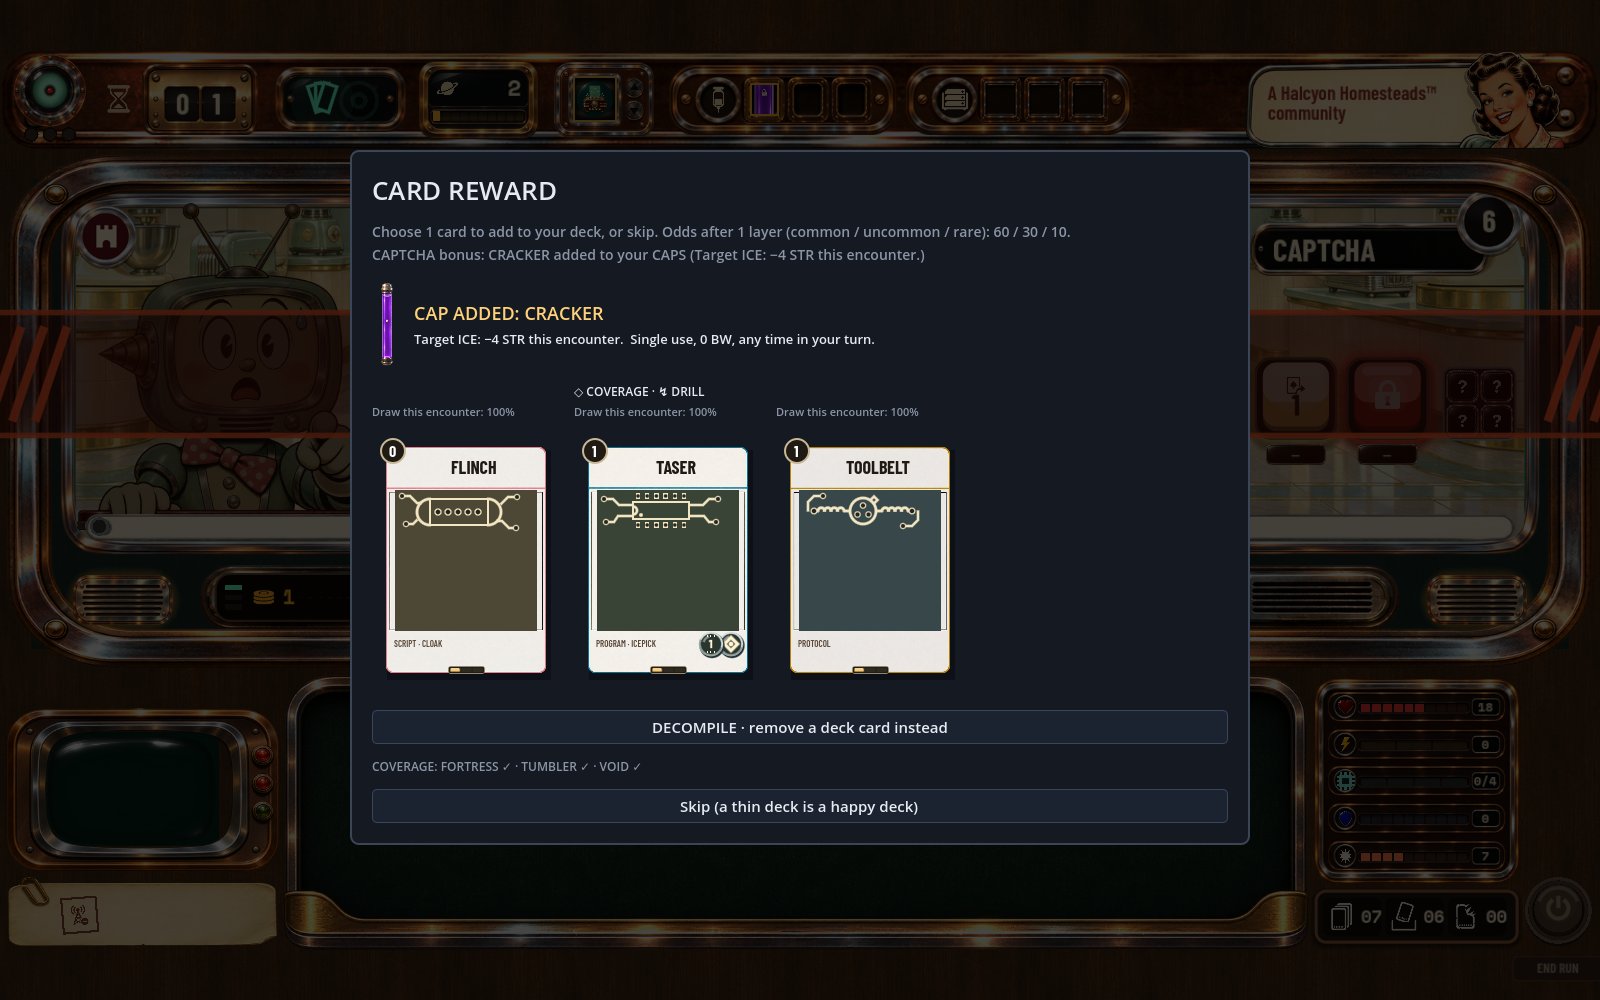 0 1
2
A Halcyon Homesteads™
community
CARD REWARD
Choose 1 card to add to your deck, or skip. Odds after 1 layer (common / uncommon / rare): 60 / 30 / 10.
CAPTCHA bonus: CRACKER added to your CAPS (Target ICE: −4 STR this encounter.)
CAP ADDED: CRACKER
Target ICE: −4 STR this encounter. Single use, 0 BW, any time in your turn.
6
CAPTCHA
◇ COVERAGE · ↯ DRILL
Draw this encounter: 100%
Draw this encounter: 100%
Draw this encounter: 100%
1
? ?
? ?
0
FLINCH
SCRIPT · CLOAK
1
TASER
PROGRAM · ICEPICK
1
1
TOOLBELT
PROTOCOL
1
DECOMPILE · remove a deck card instead
COVERAGE: FORTRESS ✓ · TUMBLER ✓ · VOID ✓
Skip (a thin deck is a happy deck)
18
0
0/4
0
7
07 06 00
END RUN